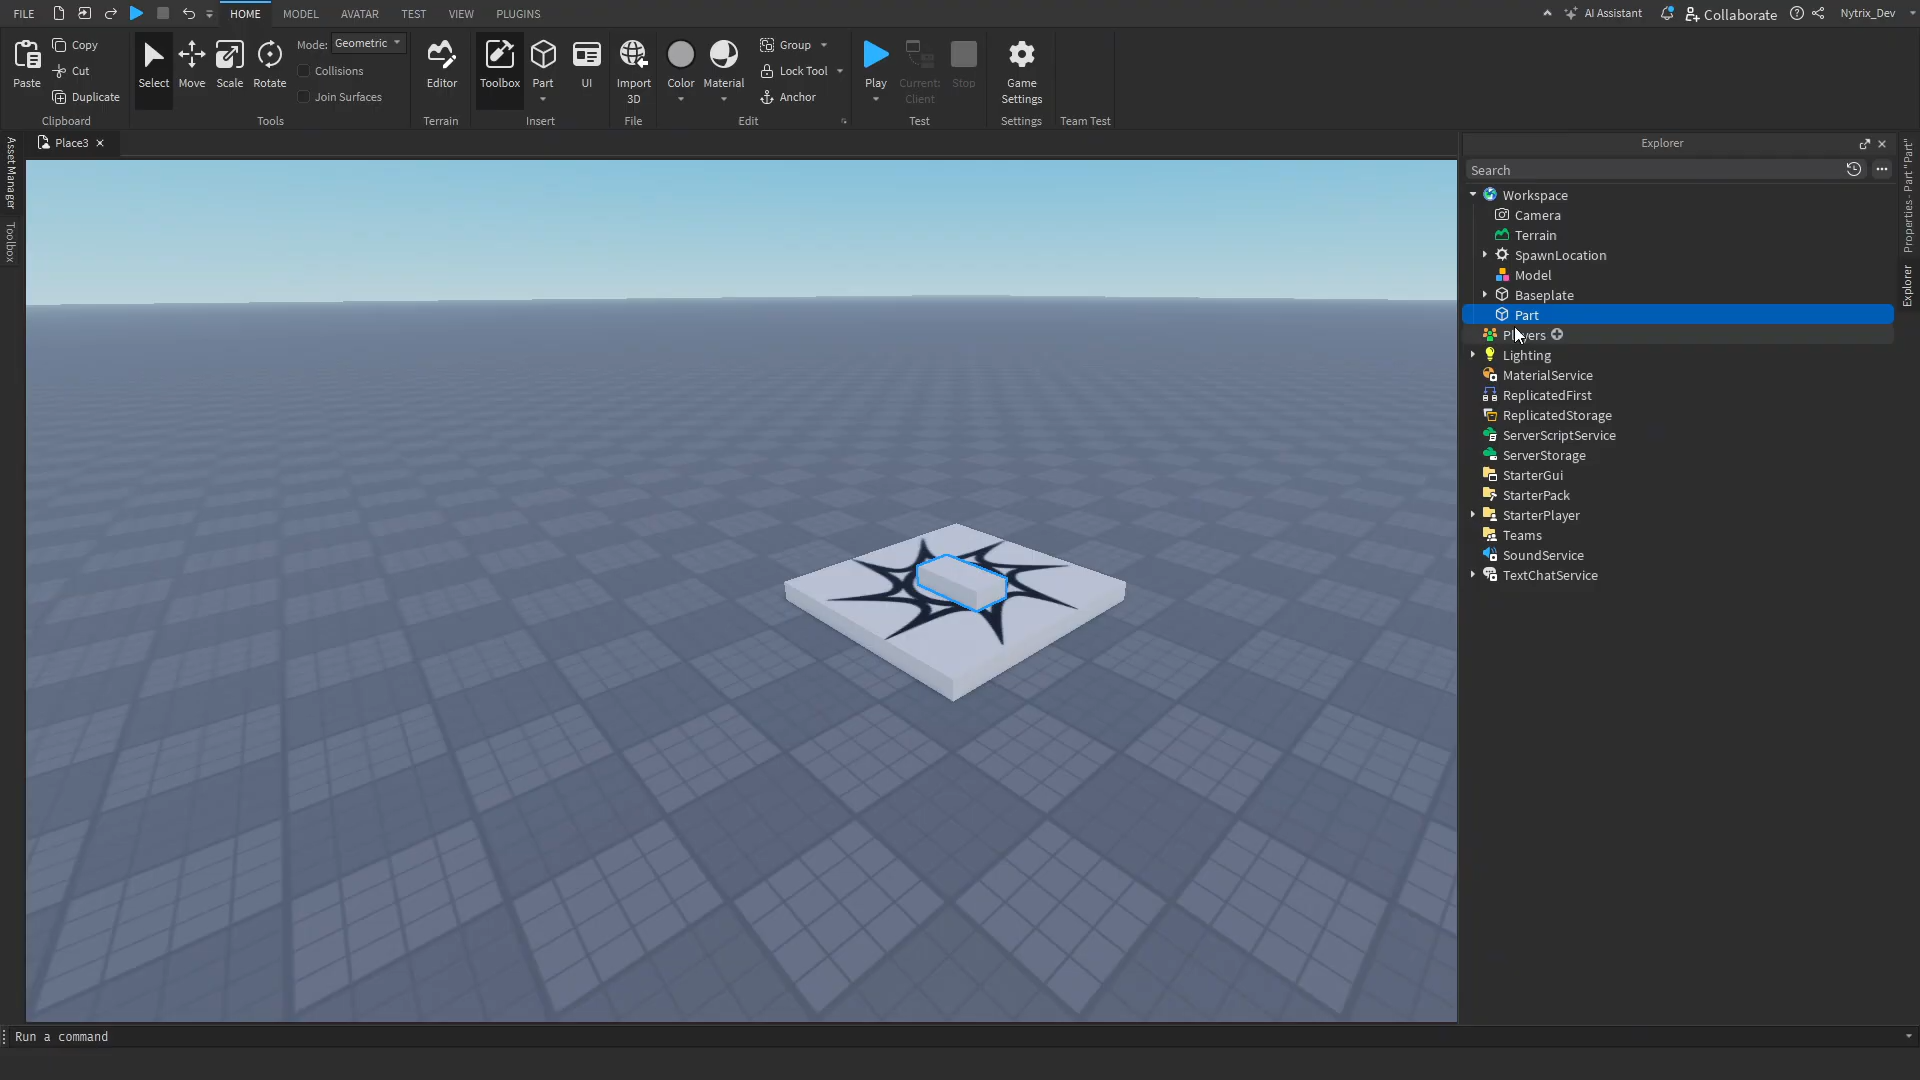 FILE HOME MODEL AVATAR TEST VIEW PLUGINS AI Assistant Collaborate Nytrix_Dev
Paste
Copy
Cut
Duplicate
Clipboard
Select Move Scale Rotate
Mode: Geometric
Collisions
Join Surfaces
Tools
Editor
Terrain
Toolbox Part UI
Insert
Import
3D
File
Color Material
Group
Lock Tool
Anchor
Edit
Play
Current:
Client
Stop
Test
Game
Settings
Settings
Team Test
Asset Manager
Toolbox
Place3
Explorer
Search
Workspace
Camera
Terrain
SpawnLocation
Model
Baseplate
Part
Players
Lighting
MaterialService
ReplicatedFirst
ReplicatedStorage
ServerScriptService
ServerStorage
StarterGui
StarterPack
StarterPlayer
Teams
SoundService
TextChatService
Properties - Part "Part"
Explorer
Run a command